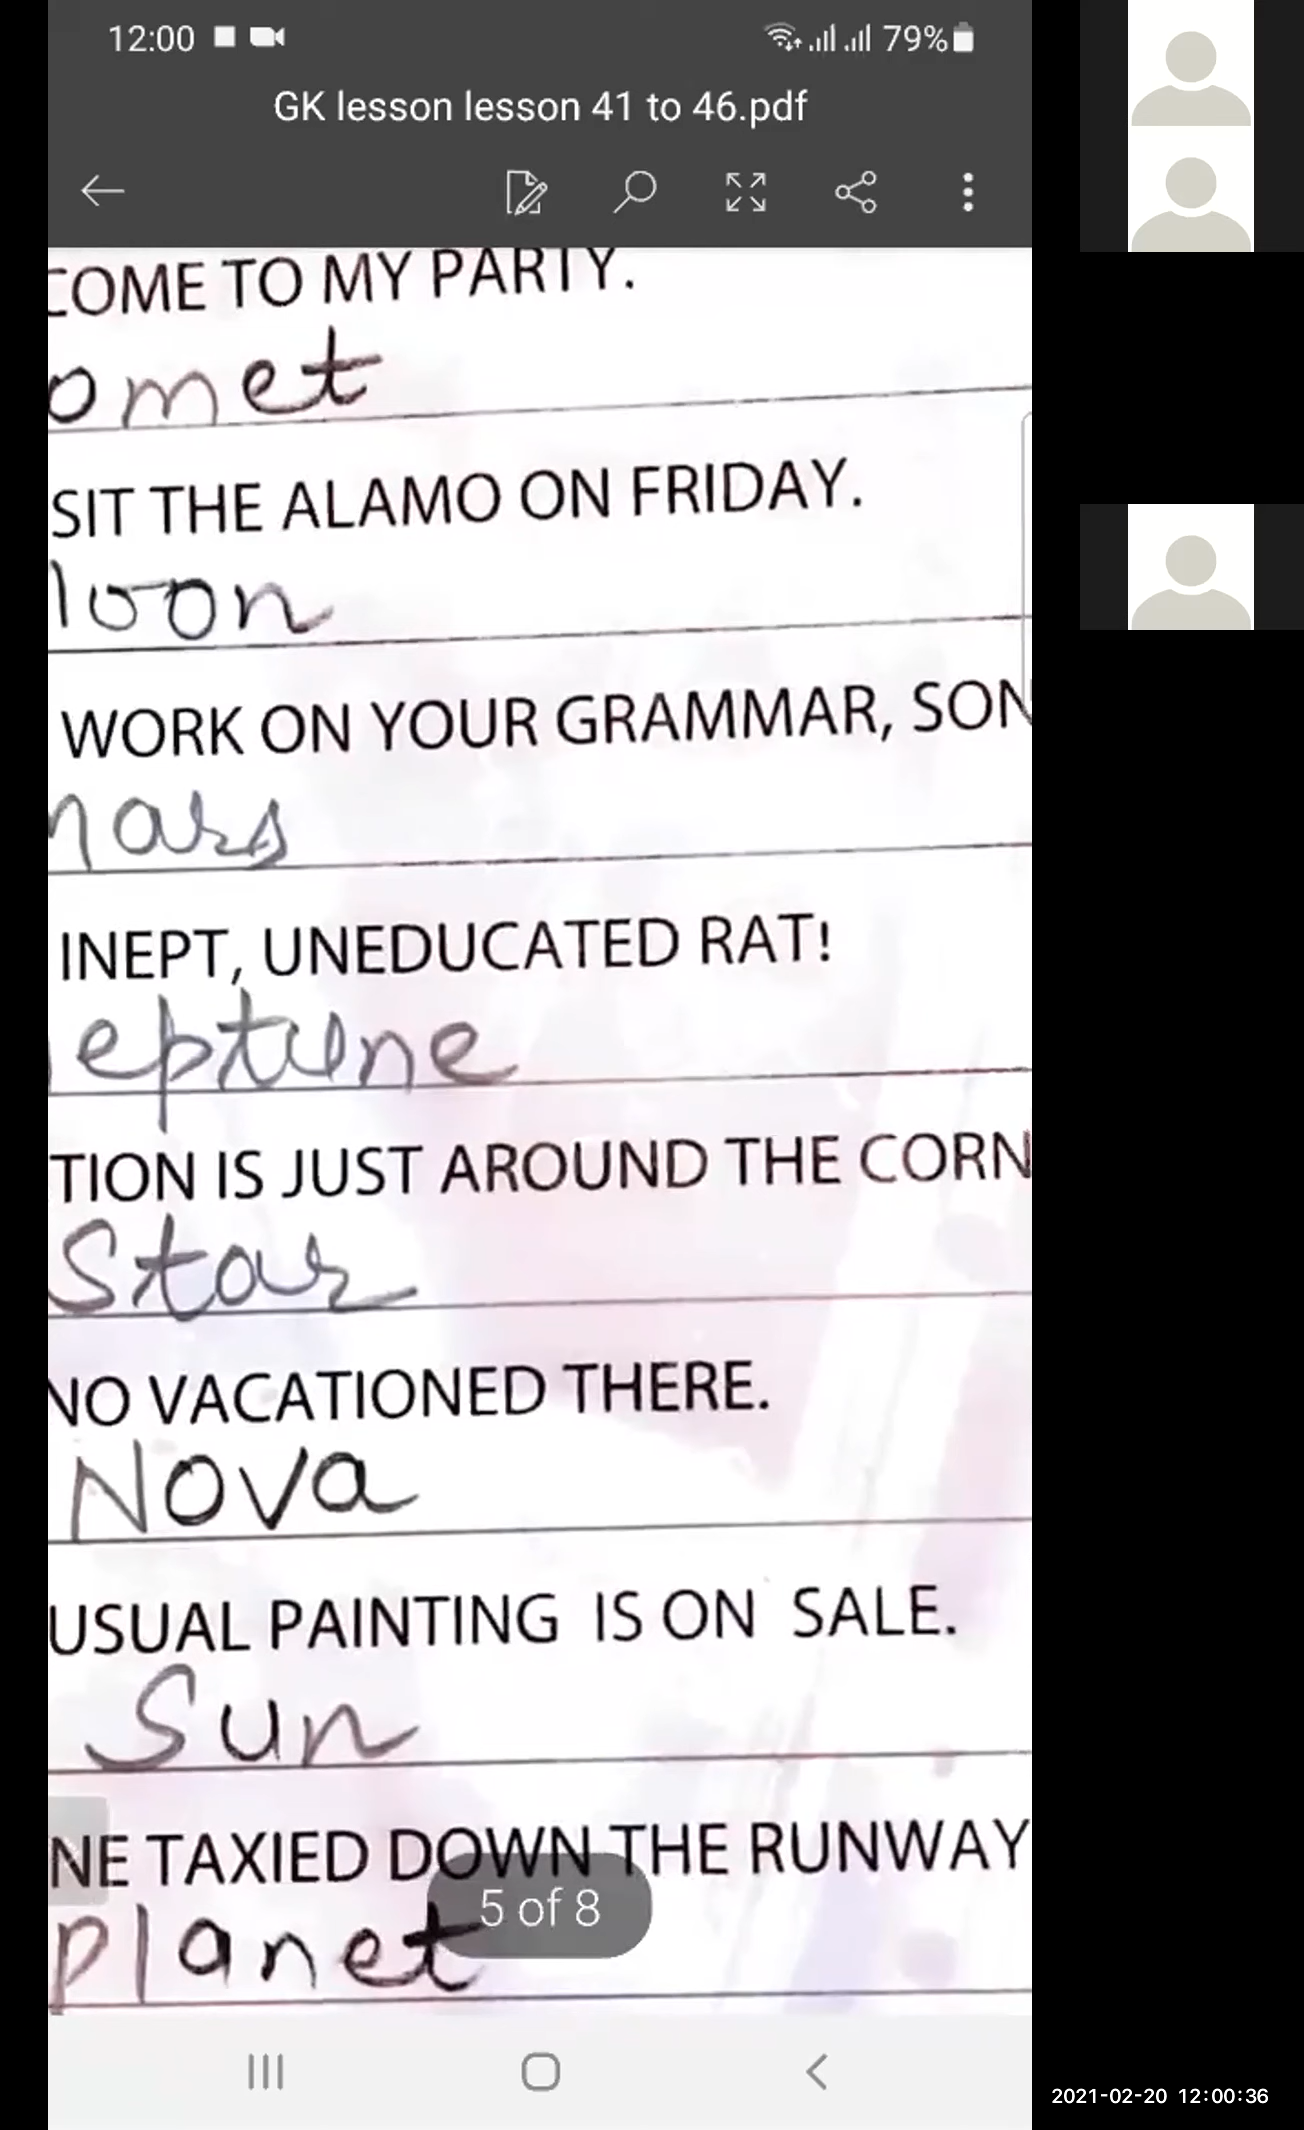 12:00 79%
GK lesson lesson 41 to 46.pdf
COME TO MY PARTY.
omet
SIT THE ALAMO ON FRIDAY.
oon
WORK ON YOUR GRAMMAR, SON
mars
INEPT, UNEDUCATED RAT!
eptune
TION IS JUST AROUND THE CORN
Star
NO VACATIONED THERE.
Nova
USUAL PAINTING IS ON SALE.
Sun
NE TAXIED DOWN THE RUNWAY
planet
5 of 8
2021-02-20 12:00:36